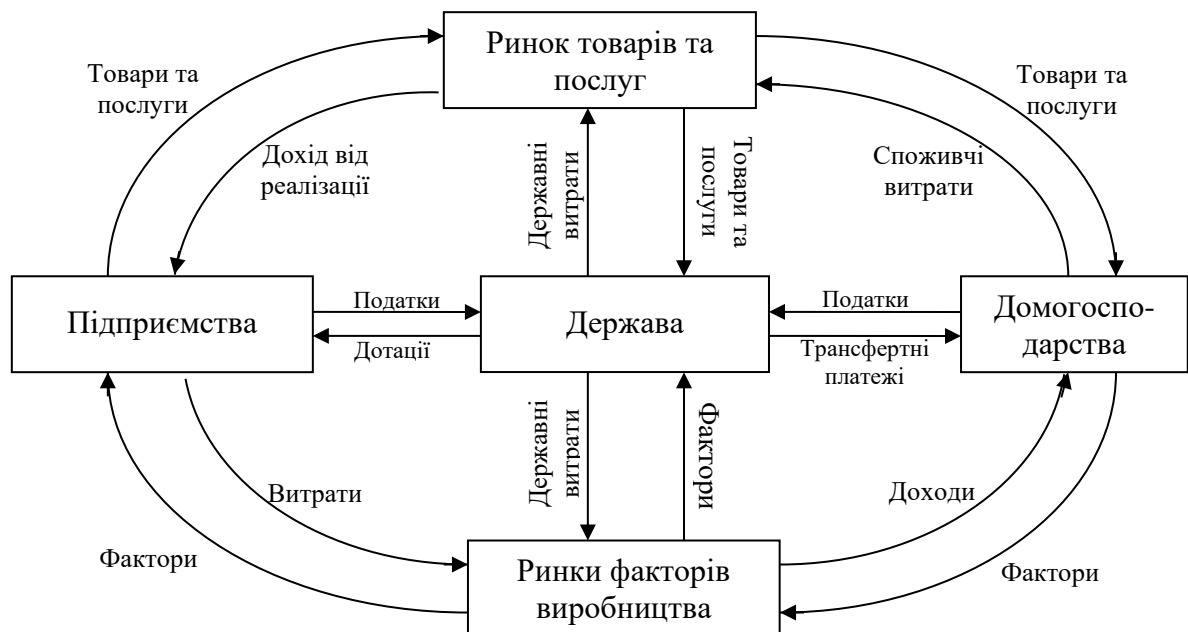 Ринок товарів та
послуг
Товари та
послуги
Товари та
послуги
Дохід від
реалізації
Державні
витрати
Товари та
послуги
Споживчі
витрати
Підприємства
Податки
Дотації
Держава
Податки
Трансфертні
платежі
Домогоспо-
дарства
Державні
витрати
Фактори
Витрати
Доходи
Фактори
Ринки факторів
виробництва
Фактори